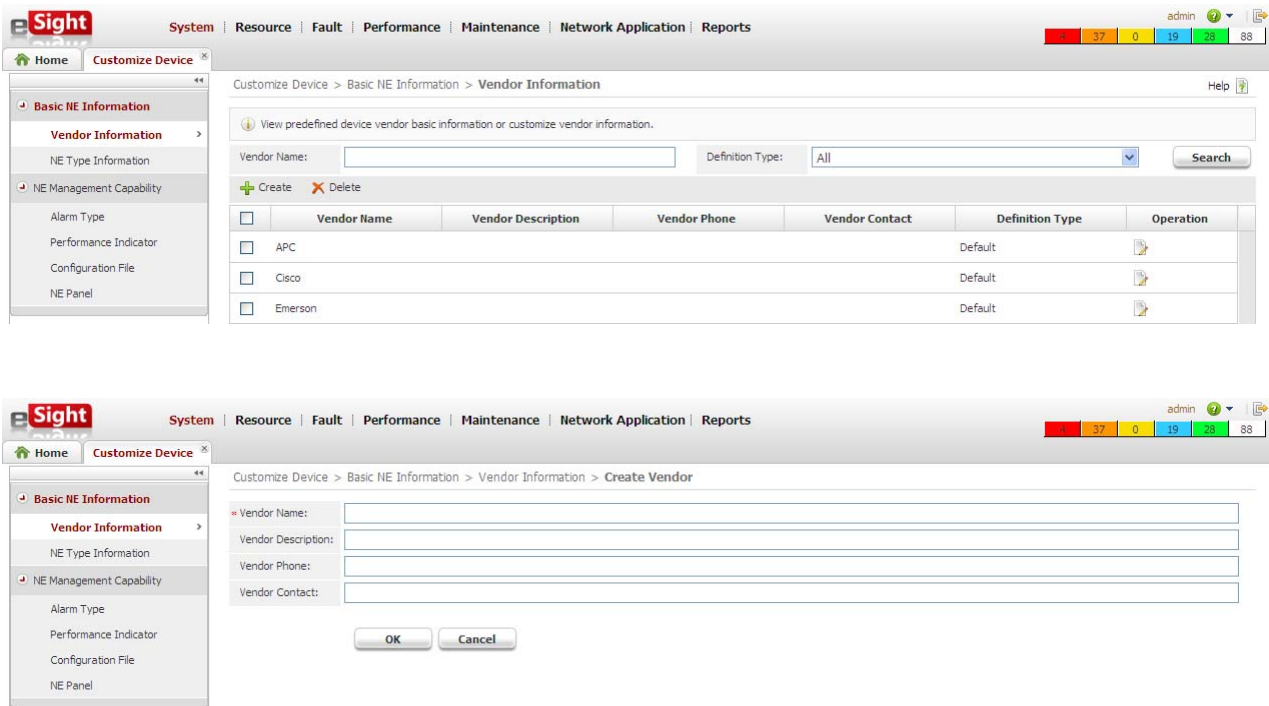 eSight
admin
System | Resource | Fault | Performance | Maintenance | Network Application | Reports
4 37 0 19 28 88
Home Customize Device
Customize Device > Basic NE Information > Vendor Information Help
Basic NE Information
Vendor Information
NE Type Information
NE Management Capability
Alarm Type
Performance Indicator
Configuration File
NE Panel
View predefined device vendor basic information or customize vendor information.
Vendor Name: Definition Type: All Search
Create Delete
Vendor Name Vendor Description Vendor Phone Vendor Contact Definition Type Operation
APC Default
Cisco Default
Emerson Default
eSight
admin
System | Resource | Fault | Performance | Maintenance | Network Application | Reports
4 37 0 19 28 88
Home Customize Device
Customize Device > Basic NE Information > Vendor Information > Create Vendor
Basic NE Information
Vendor Information
NE Type Information
NE Management Capability
Alarm Type
Performance Indicator
Configuration File
NE Panel
* Vendor Name:
Vendor Description:
Vendor Phone:
Vendor Contact:
OK Cancel